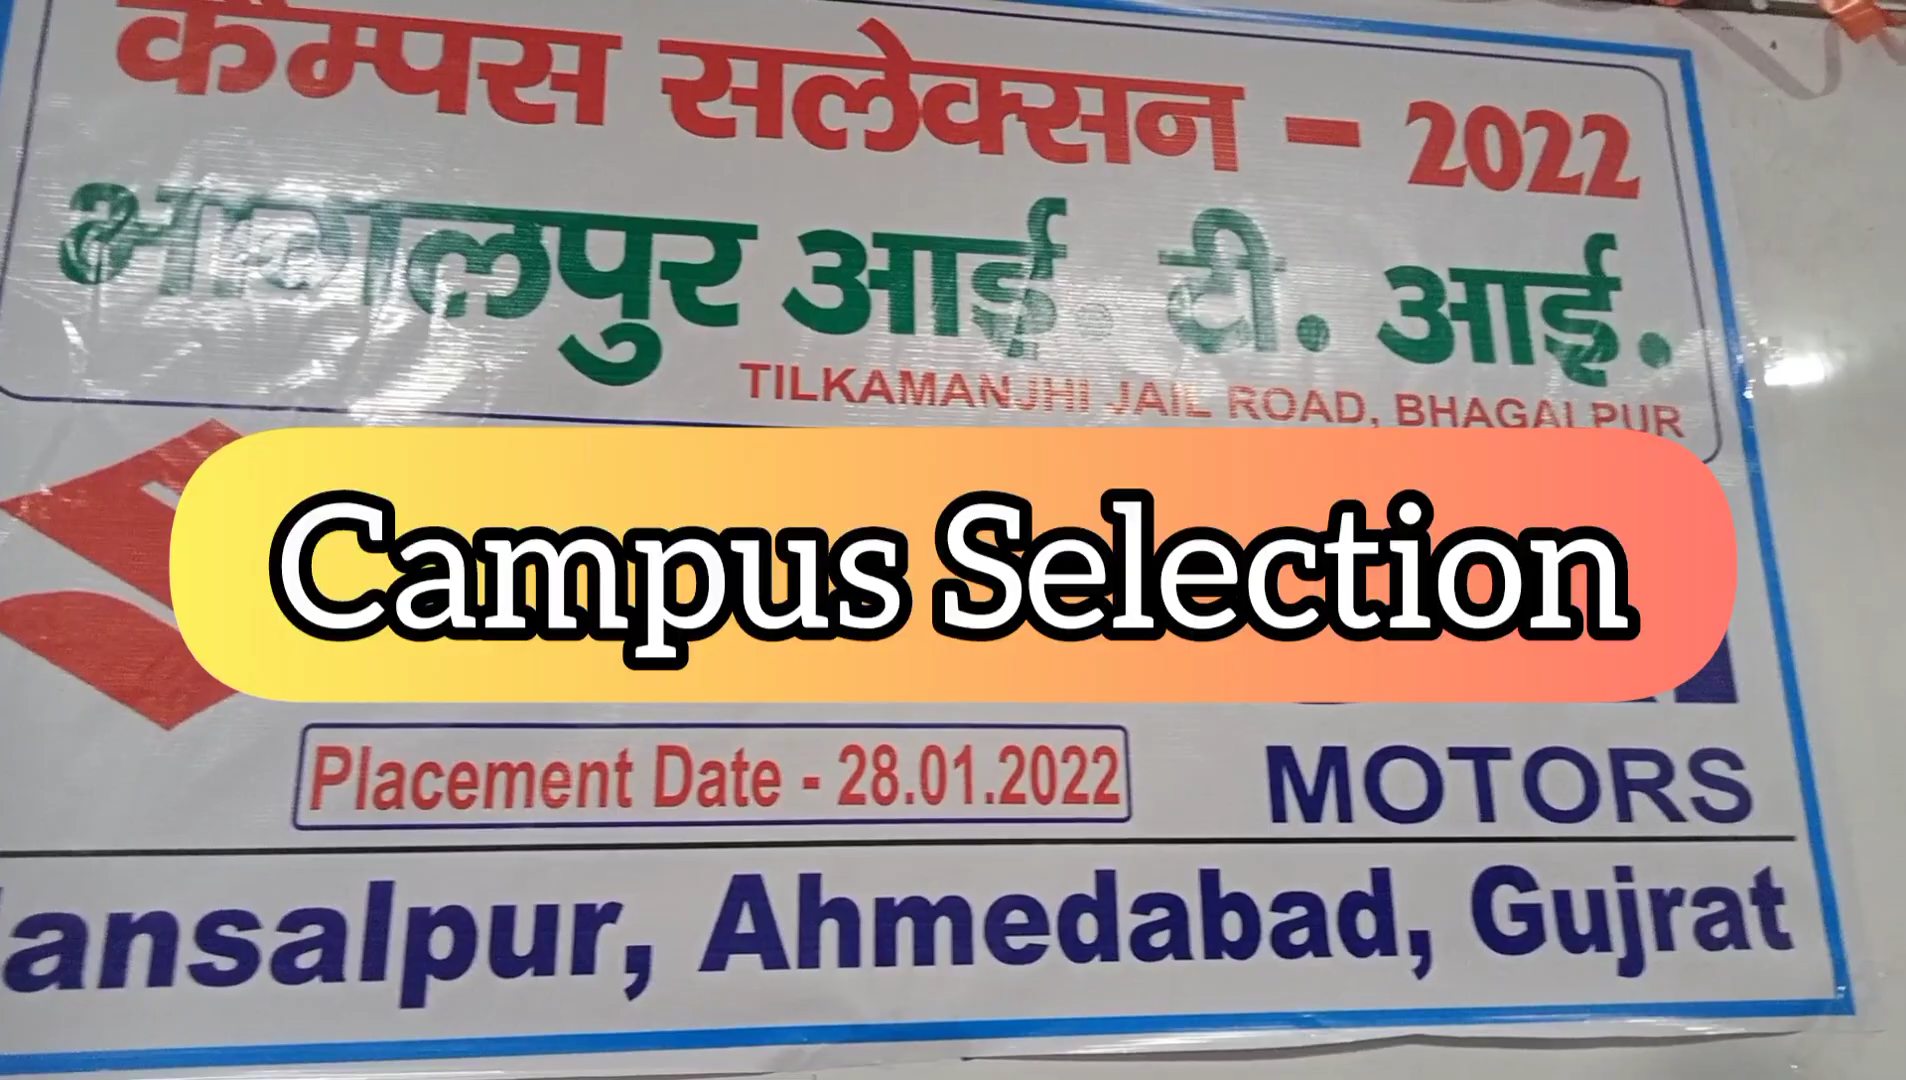 कैम्पस सलेक्सन - 2022
भागलपुर आई. टी. आई.
TILKAMANJHI JAIL ROAD, BHAGALPUR
Campus Selection
Placement Date - 28.01.2022
MOTORS
Ahmedabad, Gujrat